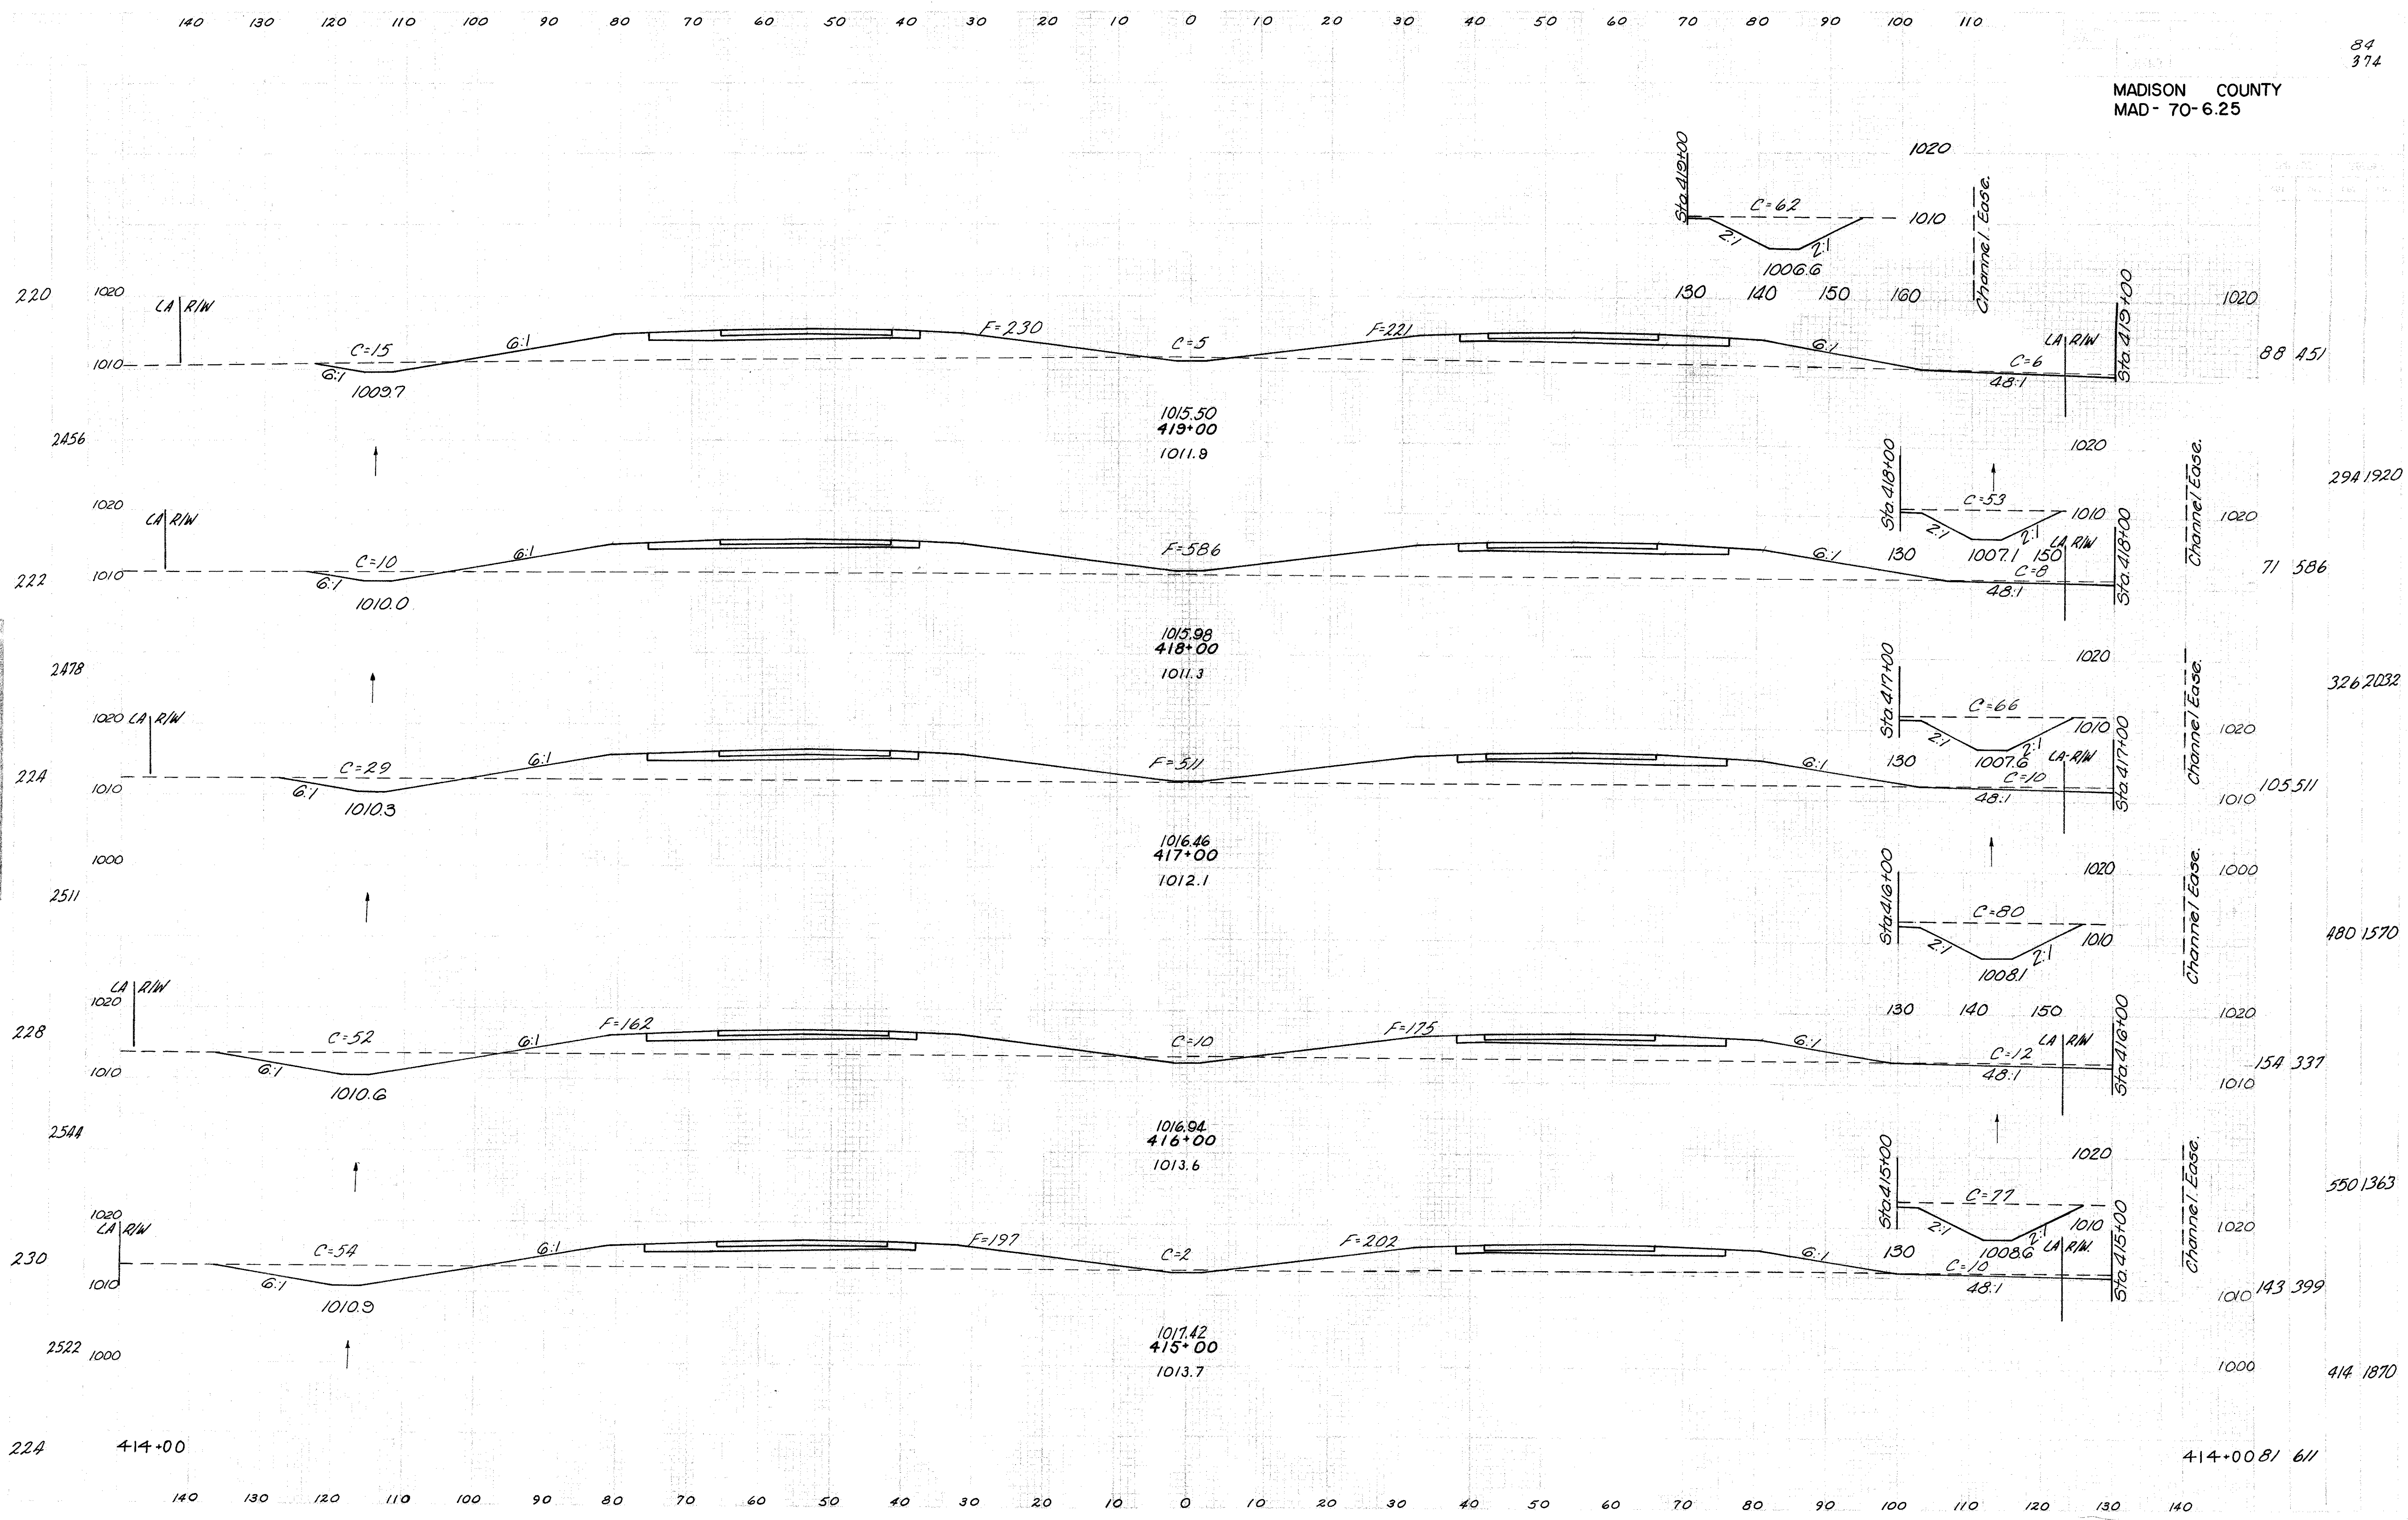 140 130 120 110 100 90 80 70 60 50 40 30 20 10 0 10 20 30 40 50 60 70 80 90 100 110
84
374
MADISON COUNTY
MAD- 70-6.25
1020
Sta. 419+00
C=62
1010
2:1 2:1
1006.6
130 140 150 160
Channel Ease.
220 1020 LA R/W
1020
Sta. 419+00
C=15 6:1 F=230 C=5 F=221 6:1 LA R/W
1010 C=6 88 451
6:1 48:1
1009.7
1015.50
419+00
1011.9
2456
1020
Sta. 418+00
C=53
1010
2:1 2:1
130 1007.1 150
Channel Ease.
294 1920
1020 LA R/W
1020
C=10 6:1 F=586 6:1 LA R/W
Sta. 418+00
222 1010 C=8 71 586
6:1 48:1
1010.0
1015.98
418+00
1011.3
2478
1020
Sta. 417+00
C=66
1010
2:1 2:1
130 1007.6
Channel Ease.
326 2032
1020 LA R/W
1020
C=29 6:1 F=511 6:1 LA R/W
Sta. 417+00
224 C=10 105 511
1010 6:1 48:1 1010
1010.3
1016.46
417+00
1012.1
1000 1000
2511
1020
Sta. 416+00
C=80
1010
2:1 2:1
1008.1
130 140 150
Channel Ease.
480 1570
LA R/W
1020 1020
228 C=52 6:1 F=162 C=10 F=175 6:1 LA R/W
Sta. 416+00
C=12 154 337
1010 6:1 48:1 1010
1010.6
1016.94
416+00
1013.6
2544
1020
Sta. 415+00
C=77
1010
2:1 2:1
130 1008.6
Channel Ease.
550 1363
1020 1020
LA R/W
C=54 6:1 F=197 C=2 F=202 6:1 LA R/W.
Sta. 415+00
230 C=10
1010 6:1 48:1 1010 143 399
1010.9
1017.42
415+00
1013.7
2522 1000 1000 414 1870
224 414+00 414+00 81 611
140 130 120 110 100 90 80 70 60 50 40 30 20 10 0 10 20 30 40 50 60 70 80 90 100 110 120 130 140